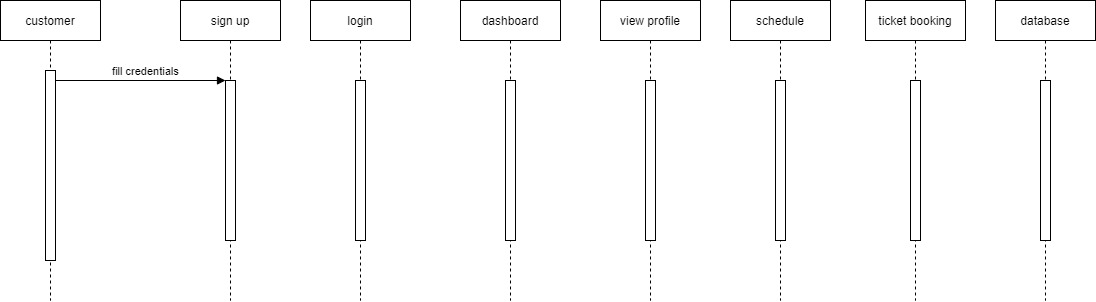 customer
sign up
login
dashboard
view profile
schedule
ticket booking
database
fill credentials